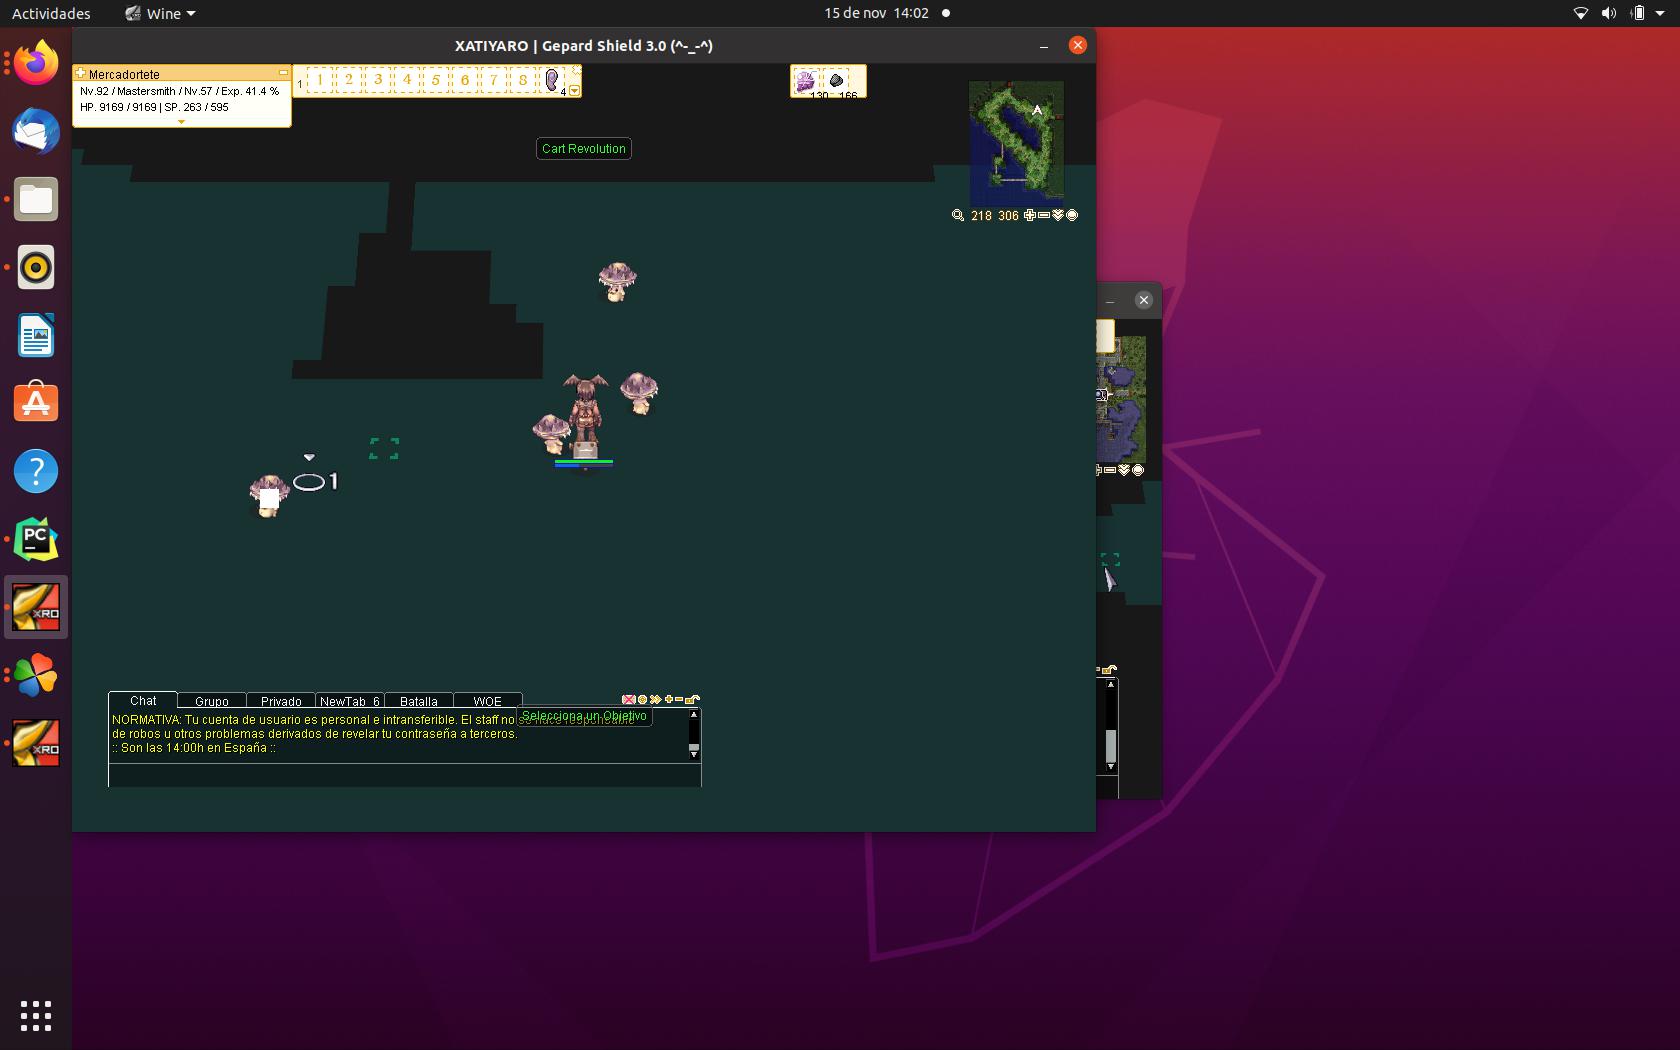 Actividades
Wine
15 de nov 14:02
XATIYARO | Gepard Shield 3.0 (^-_-^)
Mercadortete
Nv.92 / Mastersmith / Nv.57 / Exp. 41.4 %
HP. 9169 / 9169 | SP. 263 / 595
1 1 2 3 4 5 6 7 8 4
130 166
Cart Revolution
218 306
1
PC
XRO
XRO
Chat Grupo Privado NewTab_6 Batalla WOE
NORMATIVA: Tu cuenta de usuario es personal e intransferible. El staff no se hace responsable
Selecciona un Objetivo
de robos u otros problemas derivados de revelar tu contraseña a terceros.
:: Son las 14:00h en España ::